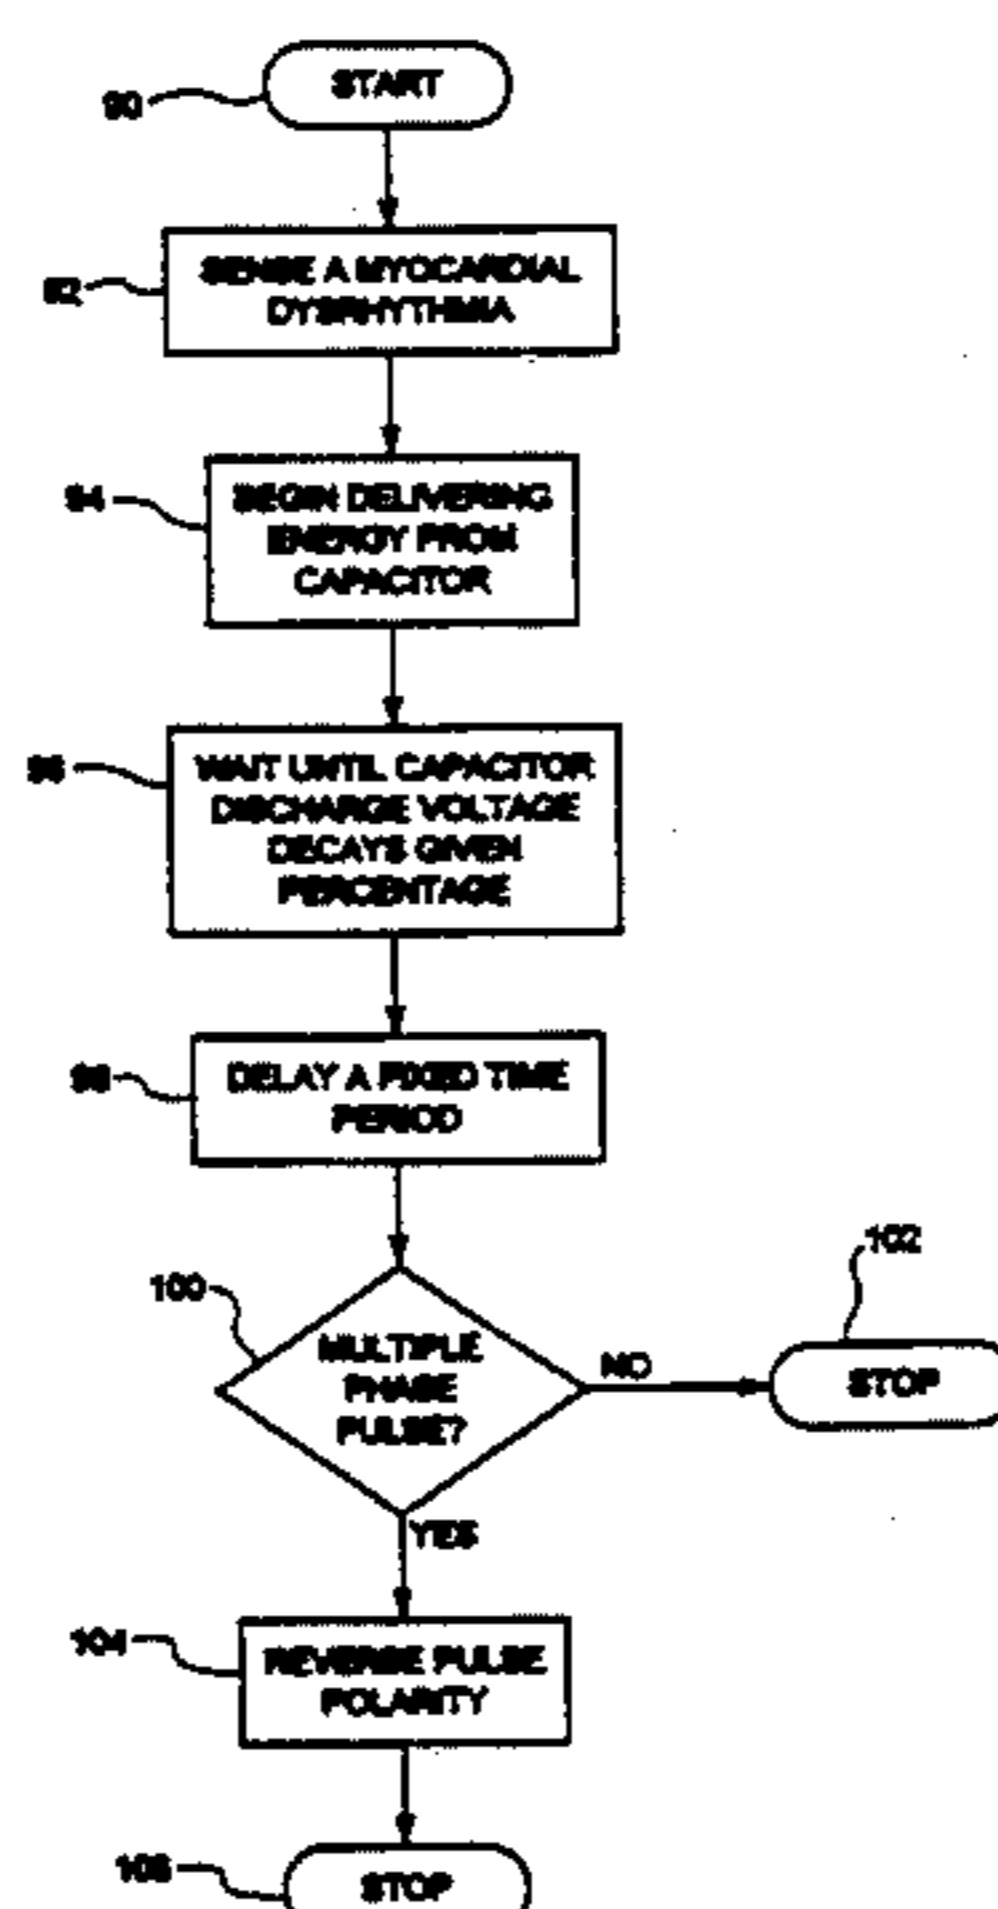 START
90
SENSE A MYOCARDIAL
DYSRHYTHMIA
92
BEGIN DELIVERING
ENERGY FROM
CAPACITOR
94
WAIT UNTIL CAPACITOR
DISCHARGE VOLTAGE
DECAYS GIVEN
PERCENTAGE
96
DELAY A FIXED TIME
PERIOD
98
100
MULTIPLE
PHASE
PULSE?
NO
102
STOP
YES
104
REVERSE PULSE
POLARITY
STOP